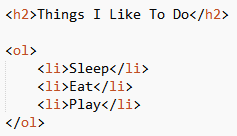 <h2>Things I Like To Do</h2>
<ol>
<li>Sleep</li>
<li>Eat</li>
<li>Play</li>
</ol>